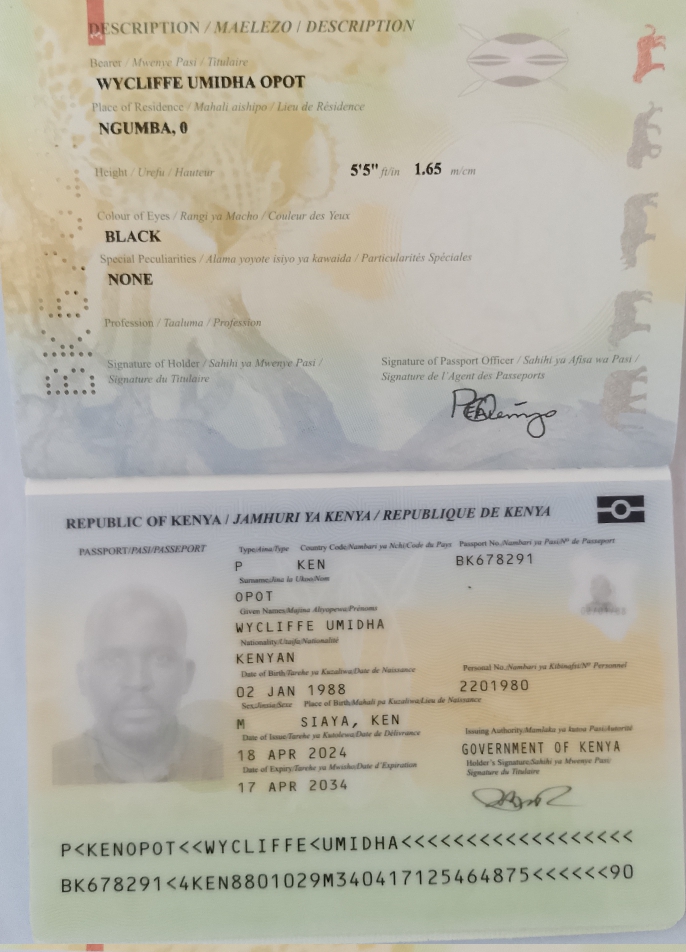 DESCRIPTION / MAELEZO / DESCRIPTION
Bearer / Mwenye Pasi / Titulaire
WYCLIFFE UMIDHA OPOT
Place of Residence / Mahali aishipo / Lieu de Résidence
NGUMBA, 0
Height / Urefu / Hauteur 5'5" ft/in 1.65 m/cm
Colour of Eyes / Rangi ya Macho / Couleur des Yeux
BLACK
Special Peculiarities / Alama yoyote isiyo ya kawaida / Particularités Spéciales
NONE
Profession / Taaluma / Profession
Signature of Holder / Sahihi ya Mwenye Pasi /
Signature du Titulaire
Signature of Passport Officer / Sahihi ya Afisa wa Pasi /
Signature de l'Agent des Passeports
REPUBLIC OF KENYA / JAMHURI YA KENYA / REPUBLIQUE DE KENYA
PASSPORT/PASI/PASSEPORT
Type/Aina/Type Country Code/Nambari ya Nchi/Code du Pays Passport No./Nambari ya Pasi/Nº de Passeport
P KEN BK678291
Surname/Jina la Ukoo/Nom
OPOT
Given Names/Majina Aliyopewa/Prénoms
WYCLIFFE UMIDHA
Nationality/Utaifa/Nationalité
KENYAN
Date of Birth/Tarehe ya Kuzaliwa/Date de Naissance Personal No./Nambari ya Kibinafsi/Nº Personnel
02 JAN 1988 2201980
Sex/Jinsia/Sexe Place of Birth/Mahali pa Kuzaliwa/Lieu de Naissance
M SIAYA, KEN
Date of Issue/Tarehe ya Kutolewa/Date de Délivrance Issuing Authority/Mamlaka ya kutoa Pasi/Autorité
18 APR 2024 GOVERNMENT OF KENYA
Date of Expiry/Tarehe ya Mwisho/Date d'Expiration Holder's Signature/Sahihi ya Mwenye Pasi/
Signature du Titulaire
17 APR 2034
P<KENOPOT<<WYCLIFFE<UMIDHA<<<<<<<<<<<<<<<<<<
BK678291<4KEN8801029M340417125464875<<<<<<90